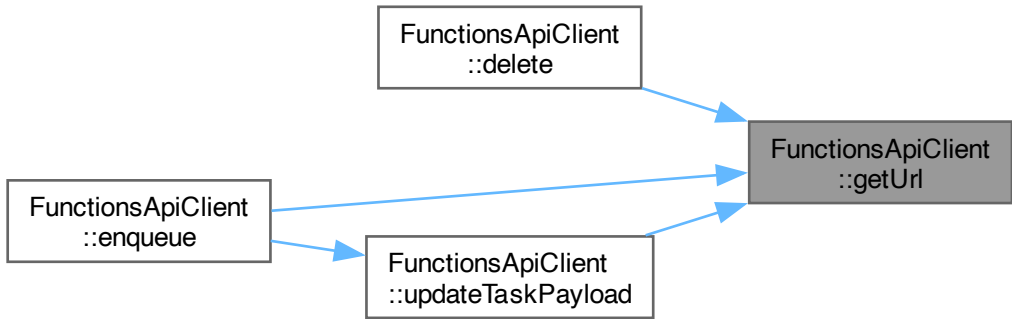 FunctionsApiClient
::delete
FunctionsApiClient
::getUrl
FunctionsApiClient
::enqueue
FunctionsApiClient
::updateTaskPayload